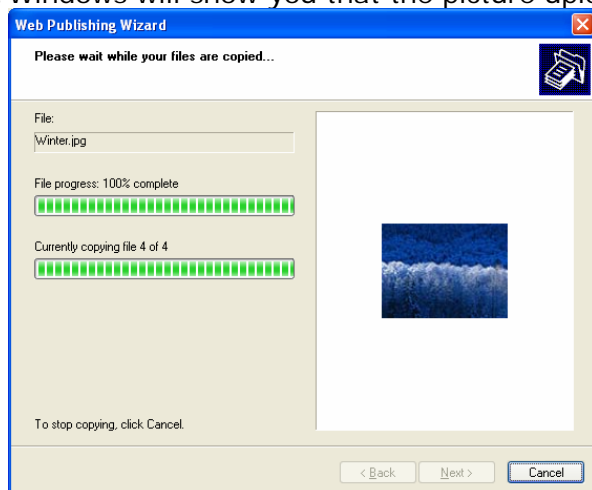 Windows will show you that the picture
Web Publishing Wizard
Please wait while your files are copied...
File:
Winter.jpg
File progress: 100% complete
Currently copying file 4 of 4
To stop copying, click Cancel.
< Back Next > Cancel